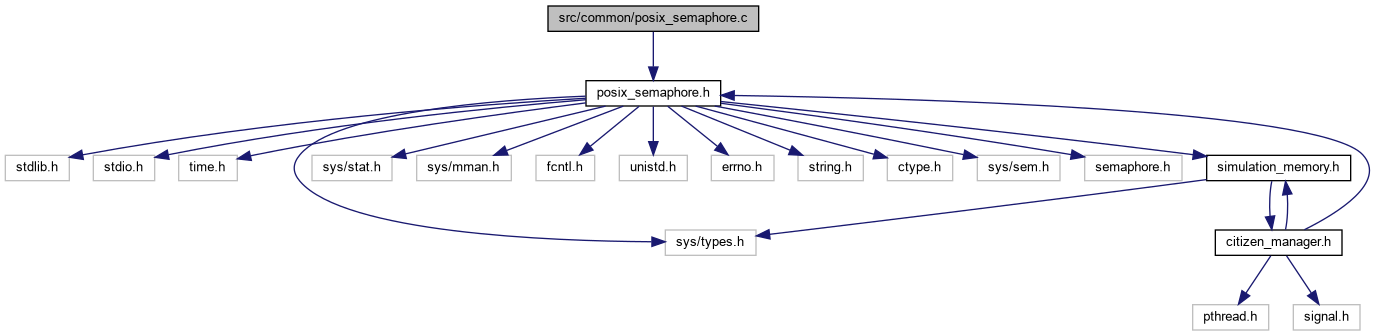 src/common/posix_semaphore.c
posix_semaphore.h
stdlib.h
stdio.h
time.h
sys/stat.h
sys/mman.h
fcntl.h
unistd.h
errno.h
string.h
ctype.h
sys/sem.h
semaphore.h
simulation_memory.h
sys/types.h
citizen_manager.h
pthread.h
signal.h